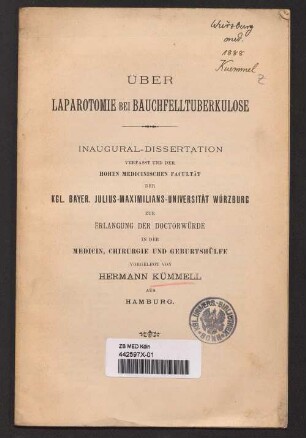 Würzburg
med.
1888
Kuemmel
ÜBER
LAPAROTOMIE BEI BAUCHFELLTUBERKULOSE
INAUGURAL-DISSERTATION
VERFASST UND DER
HOHEN MEDICINISCHEN FACULTÄT
DER
KGL. BAYER. JULIUS-MAXIMILIANS-UNIVERSITÄT WÜRZBURG
ZUR
ERLANGUNG DER DOCTORWÜRDE
IN DER
MEDICIN, CHIRURGIE UND GEBURTSHÜLFE
VORGELEGT VON
HERMANN KÜMMELL
AUS
HAMBURG.
ZB MED Köln
442597X-01